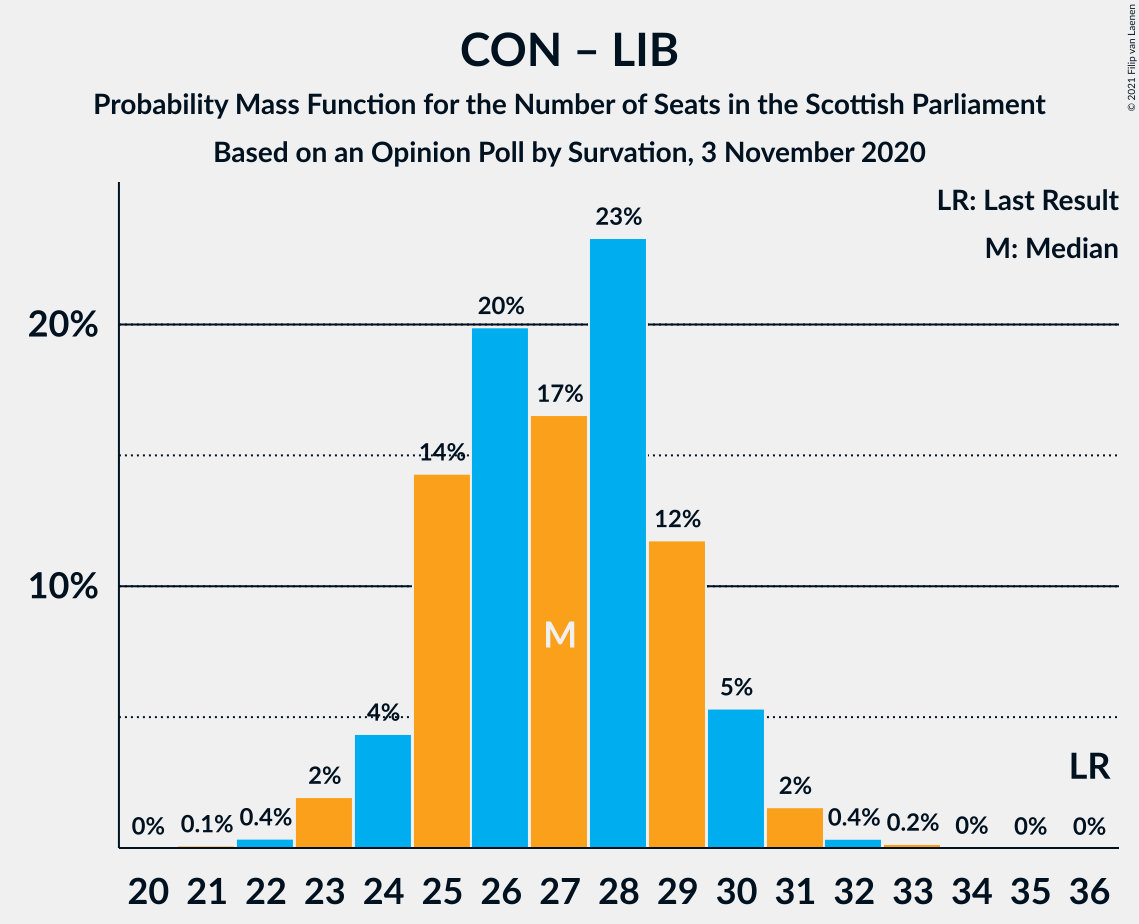 CON – LIB
Probability Mass Function for the Number of Seats in the Scottish Parliament
Based on an Opinion Poll by Survation, 3 November 2020
© 2021 Filip van Laenen
LR: Last Result
M: Median
20%
10%
0% 0.1% 0.4% 2% 4% 14% 20% 17% 23% 12% 5% 2% 0.4% 0.2% 0% 0% 0%
M
LR
20 21 22 23 24 25 26 27 28 29 30 31 32 33 34 35 36